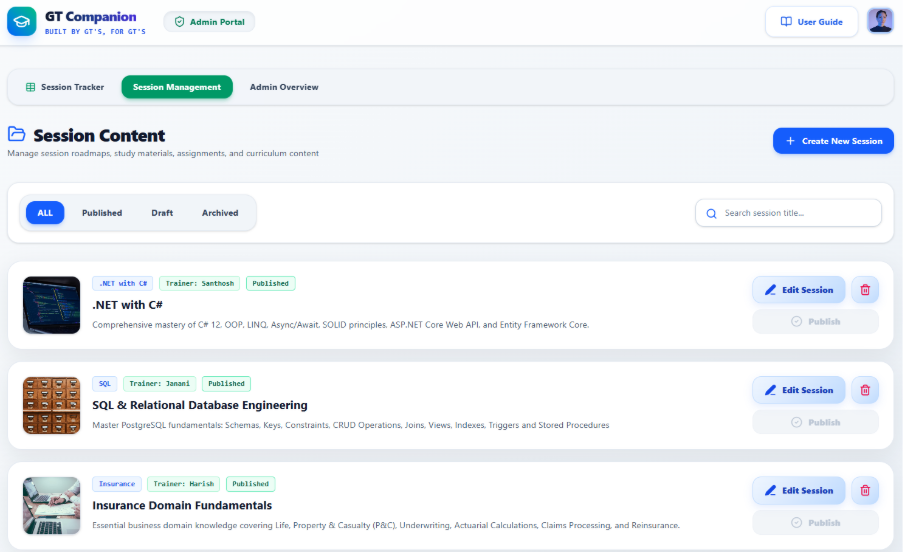 GT Companion
BUILT BY GT'S, FOR GT'S
Admin Portal
User Guide
Session Tracker
Session Management
Admin Overview
Session Content
Manage session roadmaps, study materials, assignments, and curriculum content
Create New Session
ALL
Published
Draft
Archived
Search session title...
.NET with C#
Trainer: Santhosh
Published
.NET with C#
Comprehensive mastery of C# 12, OOP, LINQ, Async/Await, SOLID principles, ASP.NET Core Web API, and Entity Framework Core.
Edit Session
Publish
SQL
Trainer: Janani
Published
SQL & Relational Database Engineering
Master PostgreSQL fundamentals: Schemas, Keys, Constraints, CRUD Operations, Joins, Views, Indexes, Triggers and Stored Procedures
Edit Session
Publish
Insurance
Trainer: Harish
Published
Insurance Domain Fundamentals
Essential business domain knowledge covering Life, Property & Casualty (P&C), Underwriting, Actuarial Calculations, Claims Processing, and Reinsurance.
Edit Session
Publish